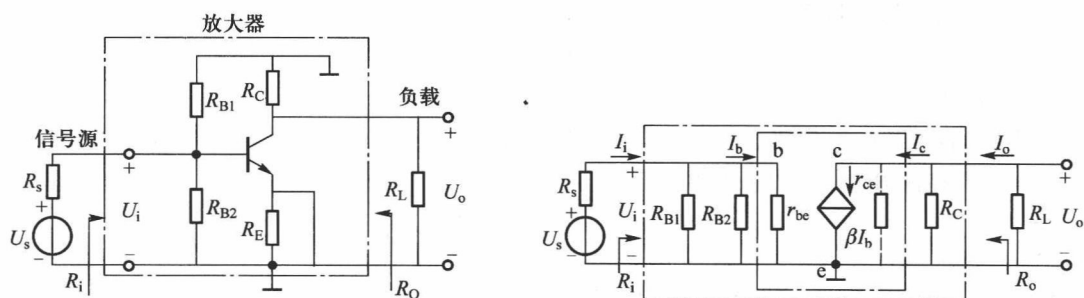 放大器
R_B1
R_C
负载
信号源
R_s
U_s
U_i
R_B2
R_E
R_L
U_o
R_i
R_O
I_i
I_b
b
c
I_c
I_o
R_s
U_s
U_i
R_B1
R_B2
r_be
βI_b
r_ce
R_C
R_L
U_o
e
R_i
R_o